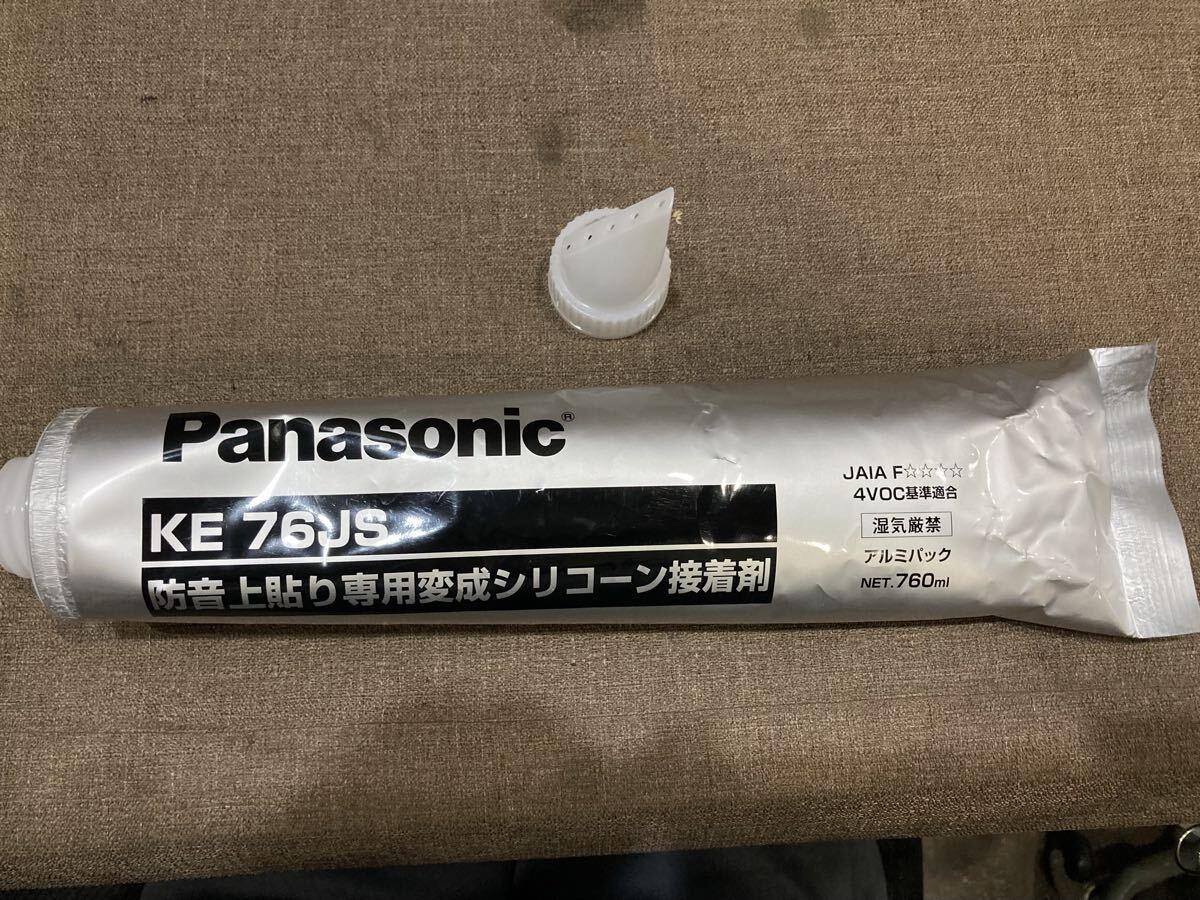 Panasonic®
KE 76JS
防音上貼り専用変成シリコーン接着剤
JAIA F☆☆☆☆
4VOC基準適合
湿気厳禁
アルミパック
NET.760ml